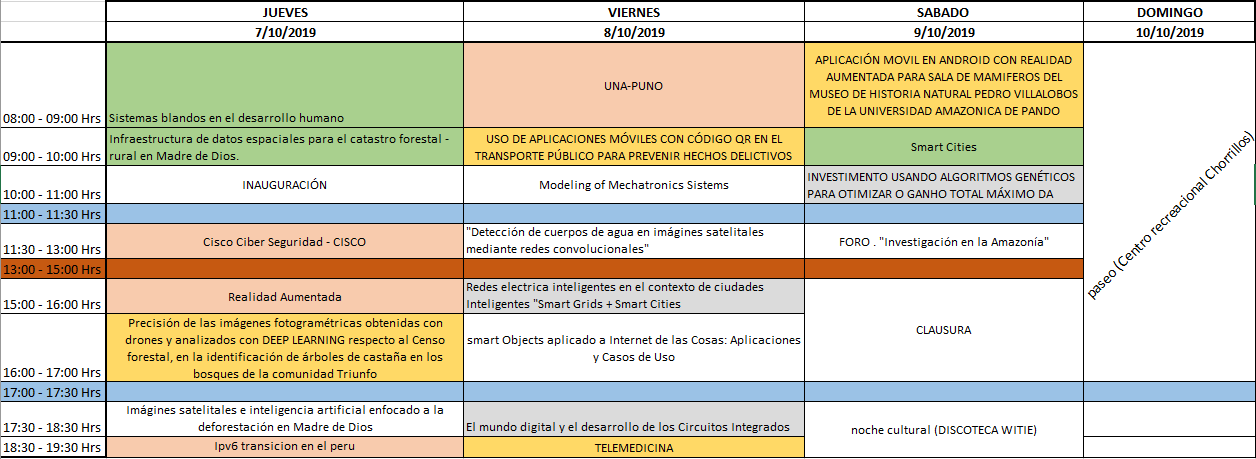 JUEVES VIERNES SABADO DOMINGO
7/10/2019 8/10/2019 9/10/2019 10/10/2019
08:00 - 09:00 Hrs
Sistemas blandos en el desarrollo humano
UNA-PUNO
APLICACIÓN MOVIL EN ANDROID CON REALIDAD
AUMENTADA PARA SALA DE MAMIFEROS DEL
MUSEO DE HISTORIA NATURAL PEDRO VILLALOBOS
DE LA UNIVERSIDAD AMAZONICA DE PANDO
paseo (Centro recreacional Chorrillos)
09:00 - 10:00 Hrs
Infraestructura de datos espaciales para el catastro forestal -
rural en Madre de Dios.
USO DE APLICACIONES MÓVILES CON CÓDIGO QR EN EL
TRANSPORTE PÚBLICO PARA PREVENIR HECHOS DELICTIVOS
Smart Cities
10:00 - 11:00 Hrs
INAUGURACIÓN
Modeling of Mechatronics Sistems
INVESTIMENTO USANDO ALGORITMOS GENÉTICOS
PARA OTIMIZAR O GANHO TOTAL MÁXIMO DA
11:00 - 11:30 Hrs
11:30 - 13:00 Hrs
Cisco Ciber Seguridad - CISCO
"Detección de cuerpos de agua en imágnes satelitales
mediante redes convolucionales"
FORO . "Investigación en la Amazonía"
13:00 - 15:00 Hrs
15:00 - 16:00 Hrs
Realidad Aumentada
Redes electrica inteligentes en el contexto de ciudades
Inteligentes "Smart Grids + Smart Cities
CLAUSURA
16:00 - 17:00 Hrs
Precisión de las imágenes fotogramétricas obtenidas con
drones y analizados con DEEP LEARNING respecto al Censo
forestal, en la identificación de árboles de castaña en los
bosques de la comunidad Triunfo
smart Objects aplicado a Internet de las Cosas: Aplicaciones
y Casos de Uso
17:00 - 17:30 Hrs
17:30 - 18:30 Hrs
Imágnes satelitales e inteligencia artificial enfocado a la
deforestación en Madre de Dios
El mundo digital y el desarrollo de los Circuitos Integrados
noche cultural (DISCOTECA WITIE)
18:30 - 19:30 Hrs
Ipv6 transicion en el peru
TELEMEDICINA